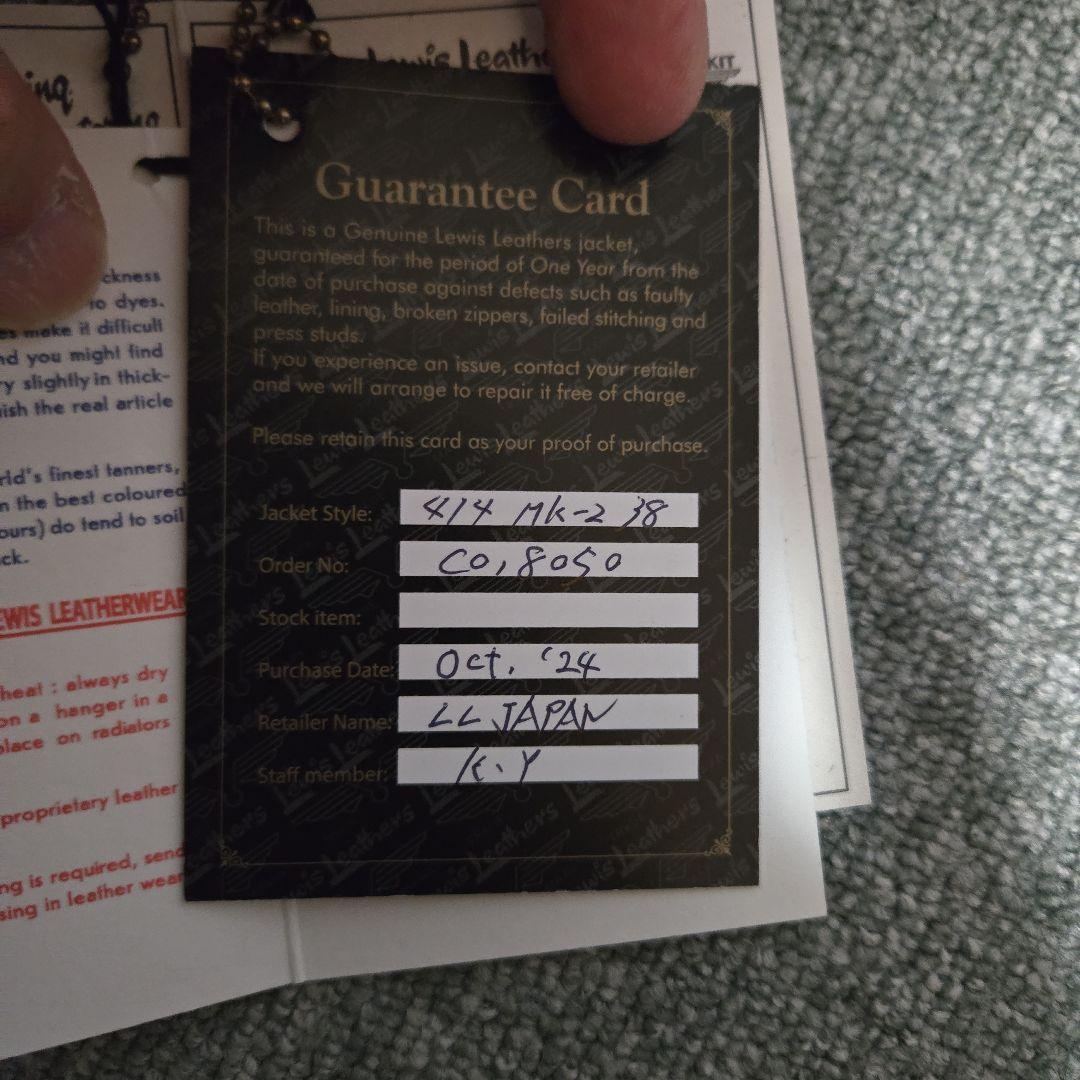 Lewis Leathe
KIT
ing
Guarantee Card
This is a Genuine Lewis Leathers jacket,
guaranteed for the period of One Year from the
date of purchase against defects such as faulty
leather, lining, broken zippers, failed stitching and
press studs.
If you experience an issue, contact your retailer
and we will arrange to repair it free of charge.
Please retain this card as your proof of purchase.
Jacket Style: 414 MK-2 38
Order No: CO, 8050
Stock item:
Purchase Date: Oct. '24
Retailer Name: LL JAPAN
Staff member: K.Y
ckness
to dyes.
es make it difficult
nd you might find
ry slightly in thick-
uish the real article
rld's finest tanners,
n the best coloured
ours) do tend to soil
ck.
EWIS LEATHERWEAR
heat : always dry
on a hanger in a
place on radiators
proprietary leather
ng is required, send
sing in leather wear